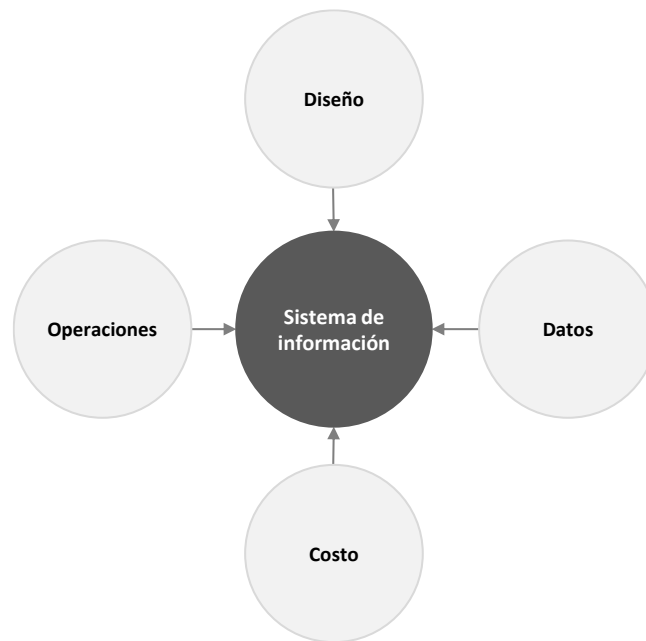 Diseño
Operaciones
Sistema de
información
Datos
Costo